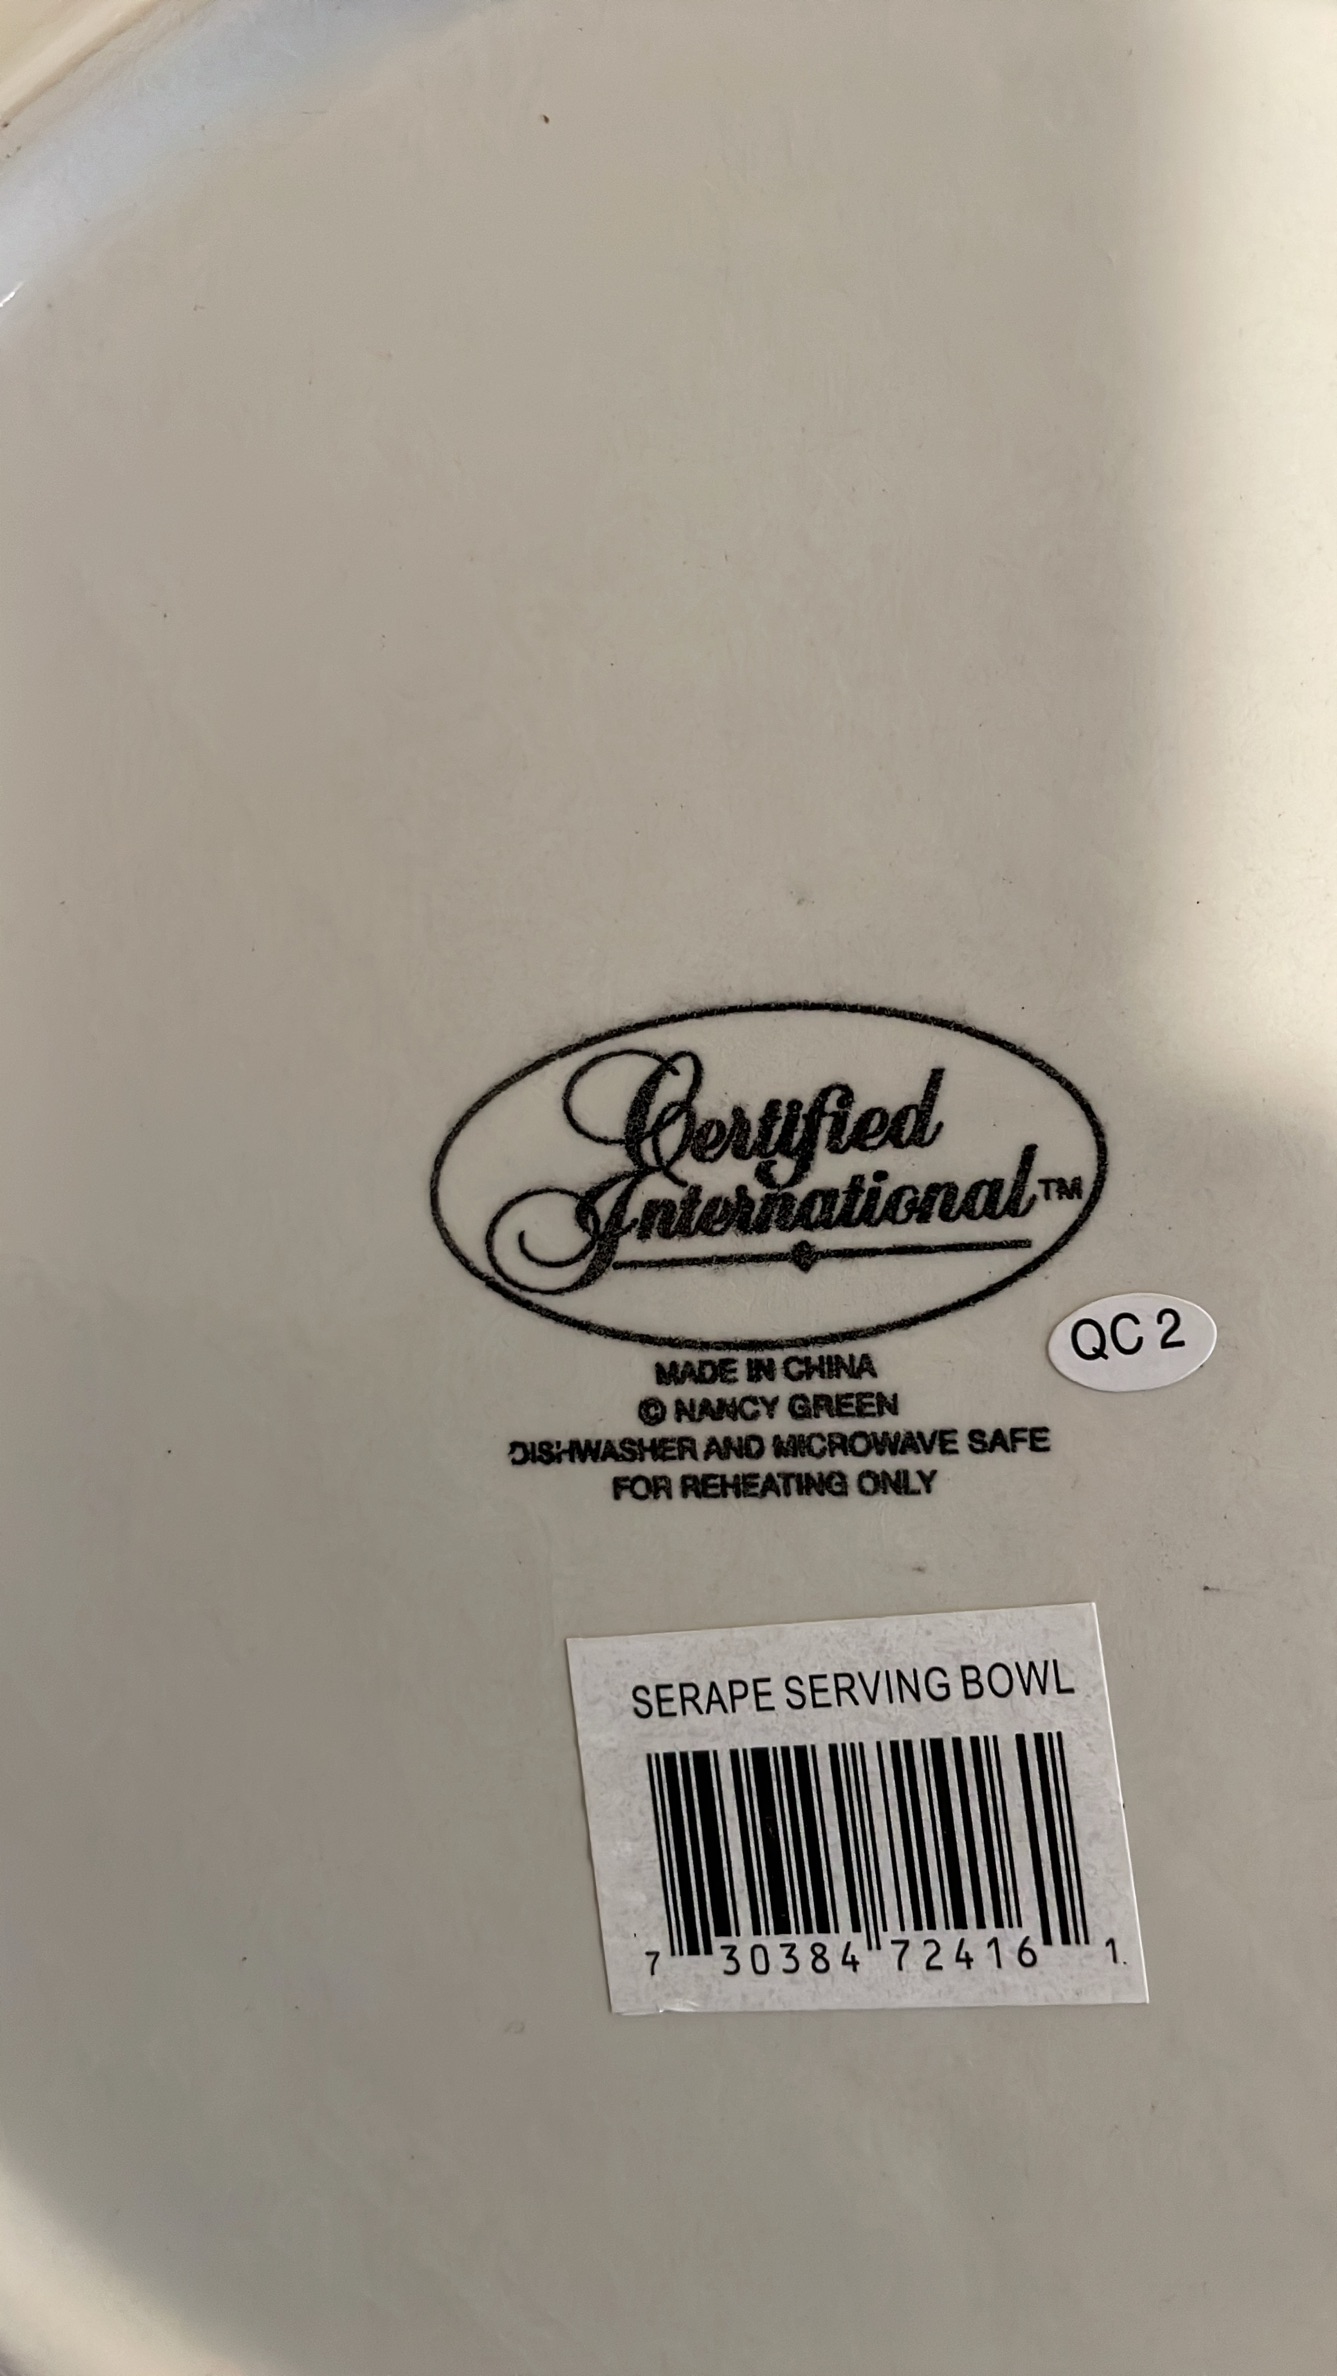 Certified
International™
MADE IN CHINA
© NANCY GREEN
DISHWASHER AND MICROWAVE SAFE
FOR REHEATING ONLY
QC 2
SERAPE SERVING BOWL
7 30384 72416 1.